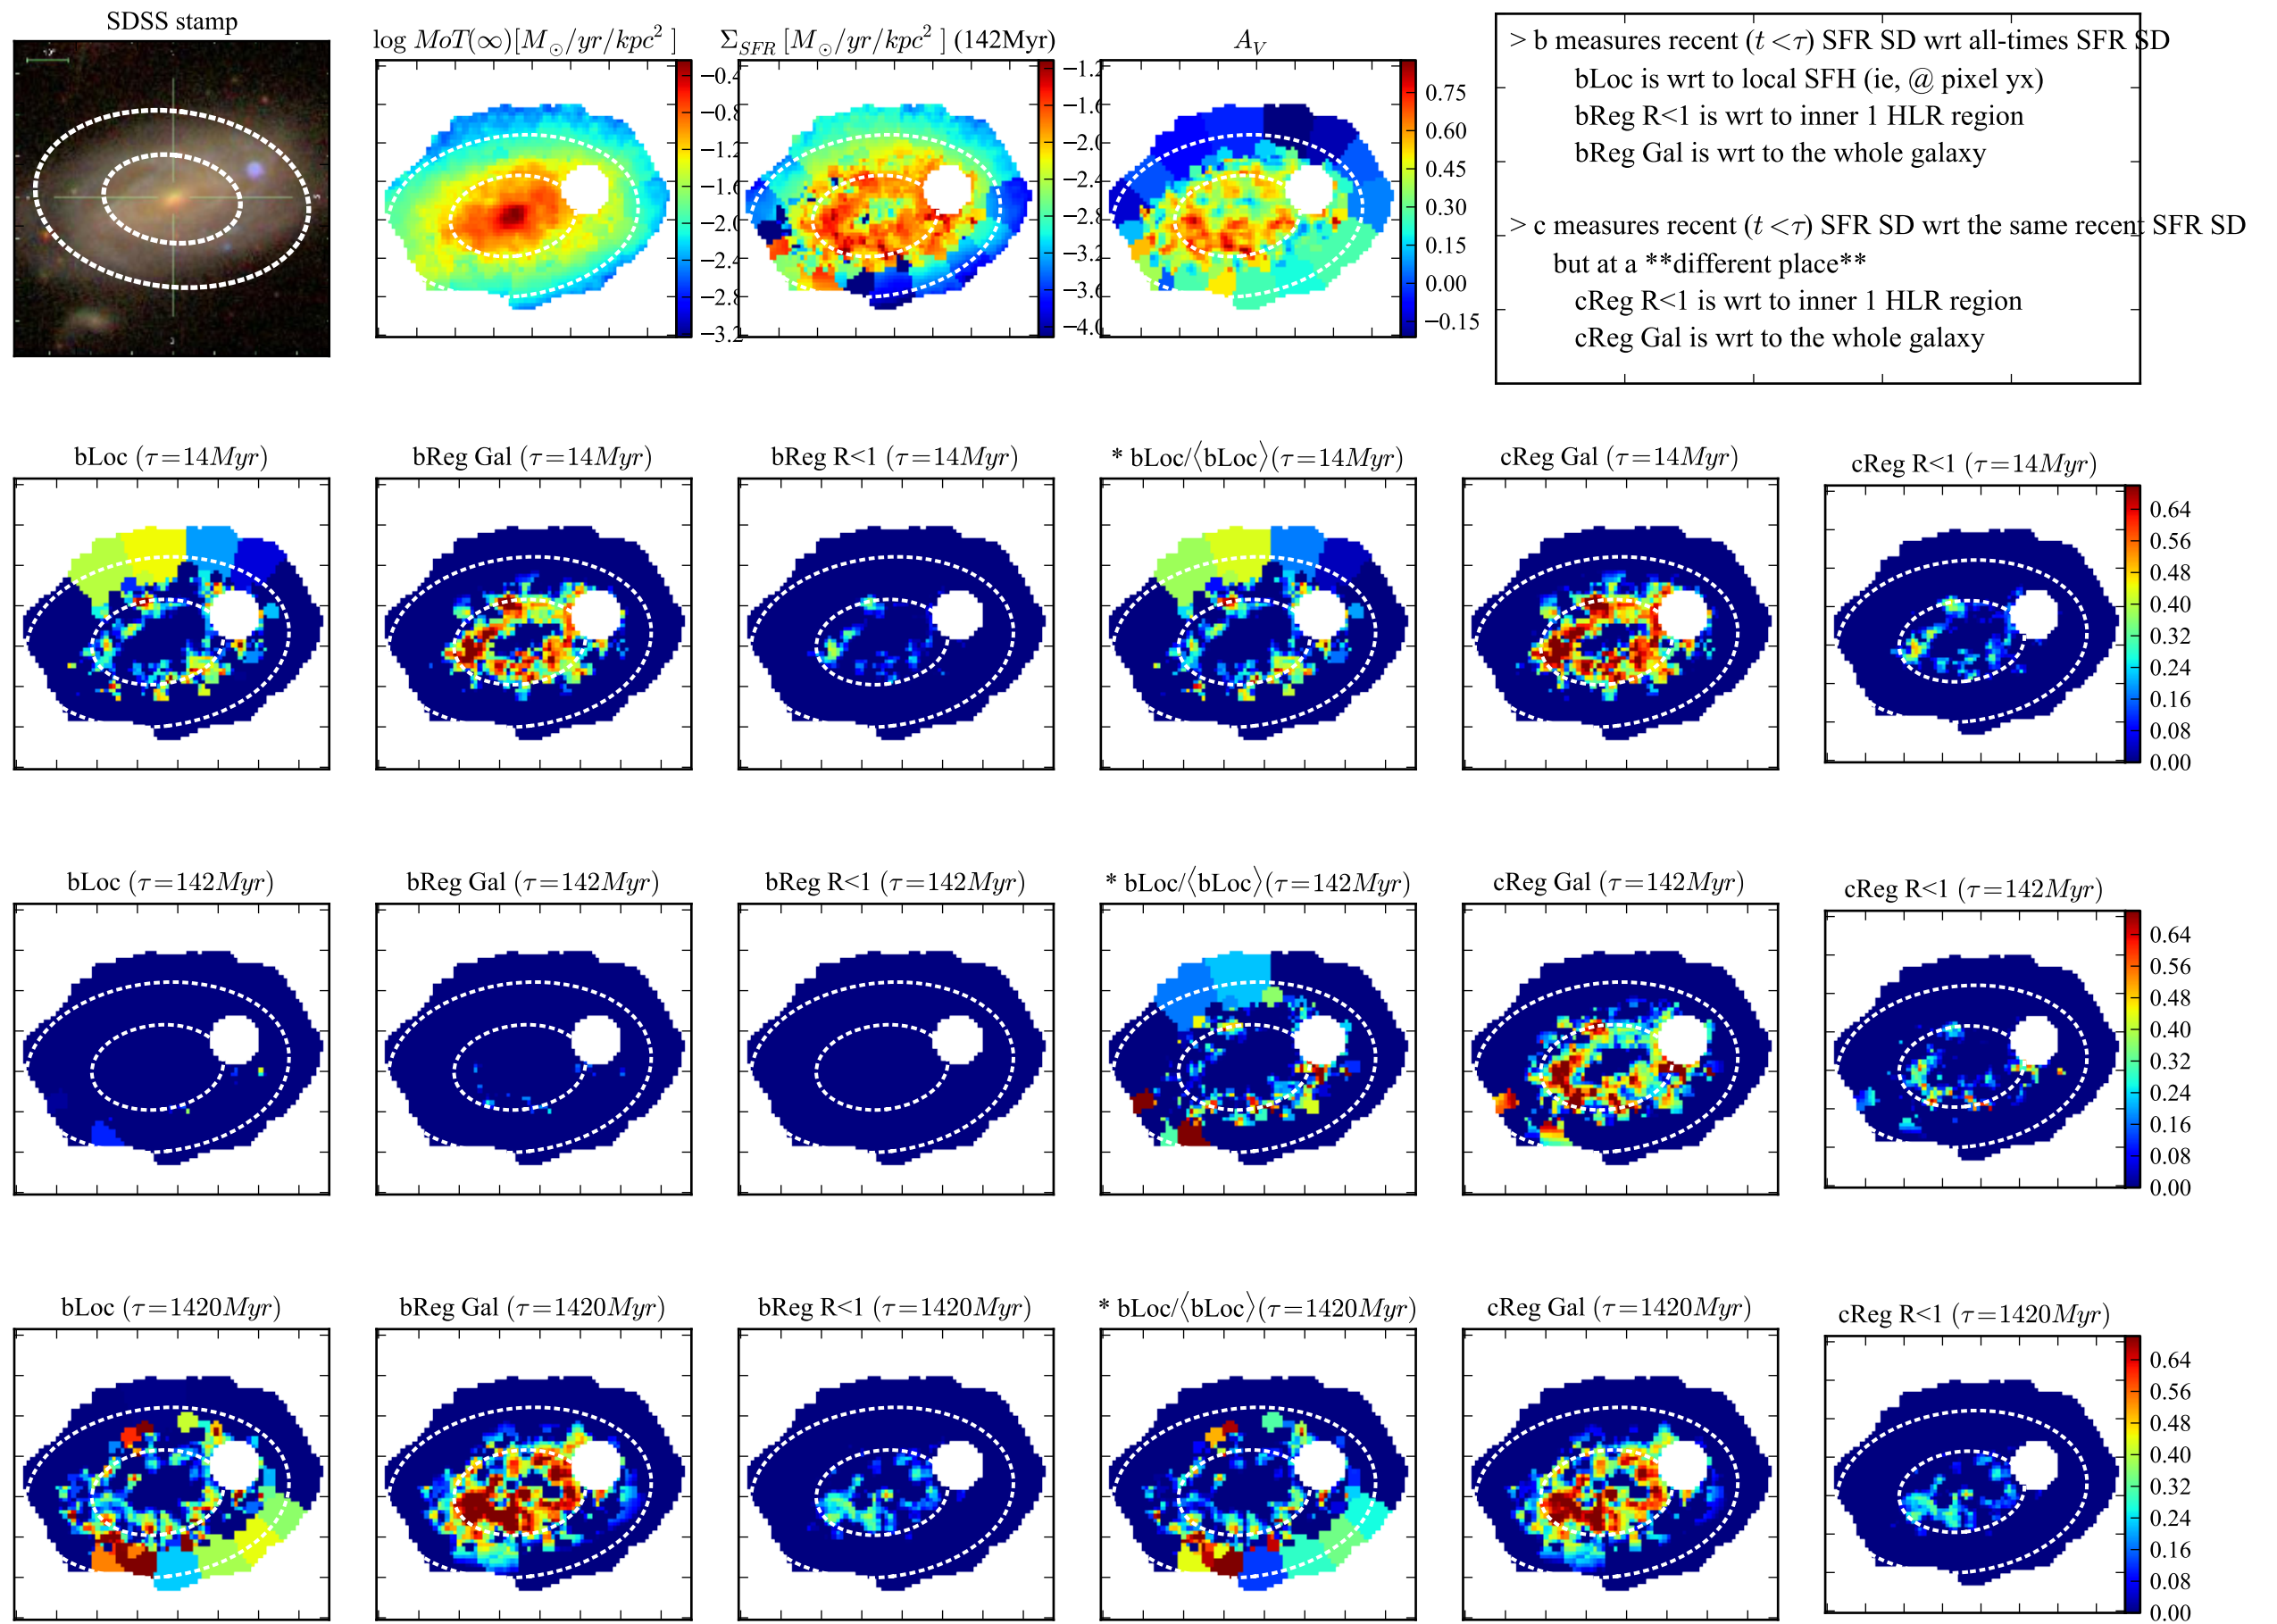 SDSS stamp
log MoT(∞)[M⊙/yr/kpc²]
Σ_SFR [M⊙/yr/kpc²] (142Myr)
A_V
−0.4
−0.8
−1.2
−1.6
−2.0
−2.4
−2.8
−3.2
−1.2
−1.6
−2.0
−2.4
−2.8
−3.2
−3.6
−4.0
0.75
0.60
0.45
0.30
0.15
0.00
−0.15
> b measures recent (t <τ) SFR SD wrt all-times SFR SD
bLoc is wrt to local SFH (ie, @ pixel yx)
bReg R<1 is wrt to inner 1 HLR region
bReg Gal is wrt to the whole galaxy
> c measures recent (t <τ) SFR SD wrt the same recent SFR SD
but at a **different place**
cReg R<1 is wrt to inner 1 HLR region
cReg Gal is wrt to the whole galaxy
bLoc (τ=14Myr)
bReg Gal (τ=14Myr)
bReg R<1 (τ=14Myr)
* bLoc/⟨bLoc⟩(τ=14Myr)
cReg Gal (τ=14Myr)
cReg R<1 (τ=14Myr)
0.64
0.56
0.48
0.40
0.32
0.24
0.16
0.08
0.00
bLoc (τ=142Myr)
bReg Gal (τ=142Myr)
bReg R<1 (τ=142Myr)
* bLoc/⟨bLoc⟩(τ=142Myr)
cReg Gal (τ=142Myr)
cReg R<1 (τ=142Myr)
0.64
0.56
0.48
0.40
0.32
0.24
0.16
0.08
0.00
bLoc (τ=1420Myr)
bReg Gal (τ=1420Myr)
bReg R<1 (τ=1420Myr)
* bLoc/⟨bLoc⟩(τ=1420Myr)
cReg Gal (τ=1420Myr)
cReg R<1 (τ=1420Myr)
0.64
0.56
0.48
0.40
0.32
0.24
0.16
0.08
0.00